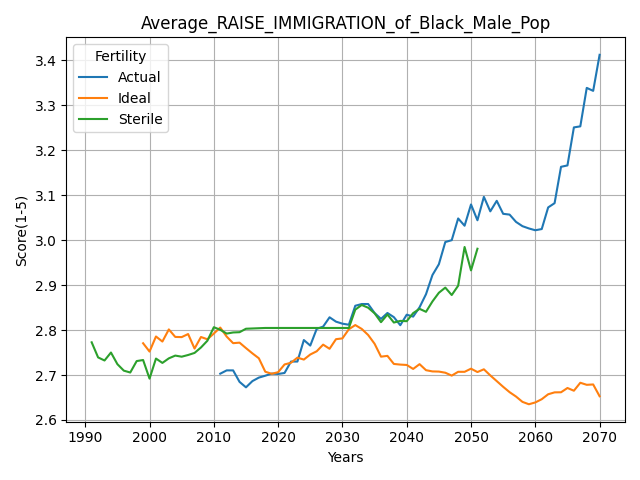 Average_RAISE_IMMIGRATION_of_Black_Male_Pop
Fertility
Actual
Ideal
Sterile
Score(1-5)
3.4
3.3
3.2
3.1
3.0
2.9
2.8
2.7
2.6
1990 2000 2010 2020 2030 2040 2050 2060 2070
Years